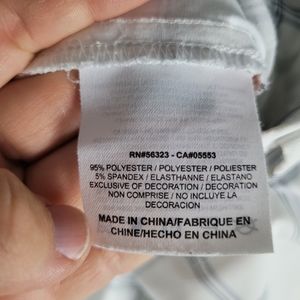 RN#56323 - CA#05553
95% POLYESTER / POLYESTER / POLIESTER
5% SPANDEX / ELASTHANNE / ELASTANO
EXCLUSIVE OF DECORATION / DECORATION
NON COMPRISE / NO INCLUYE LA
DECORACION
MADE IN CHINA/FABRIQUE EN
CHINE/HECHO EN CHINA